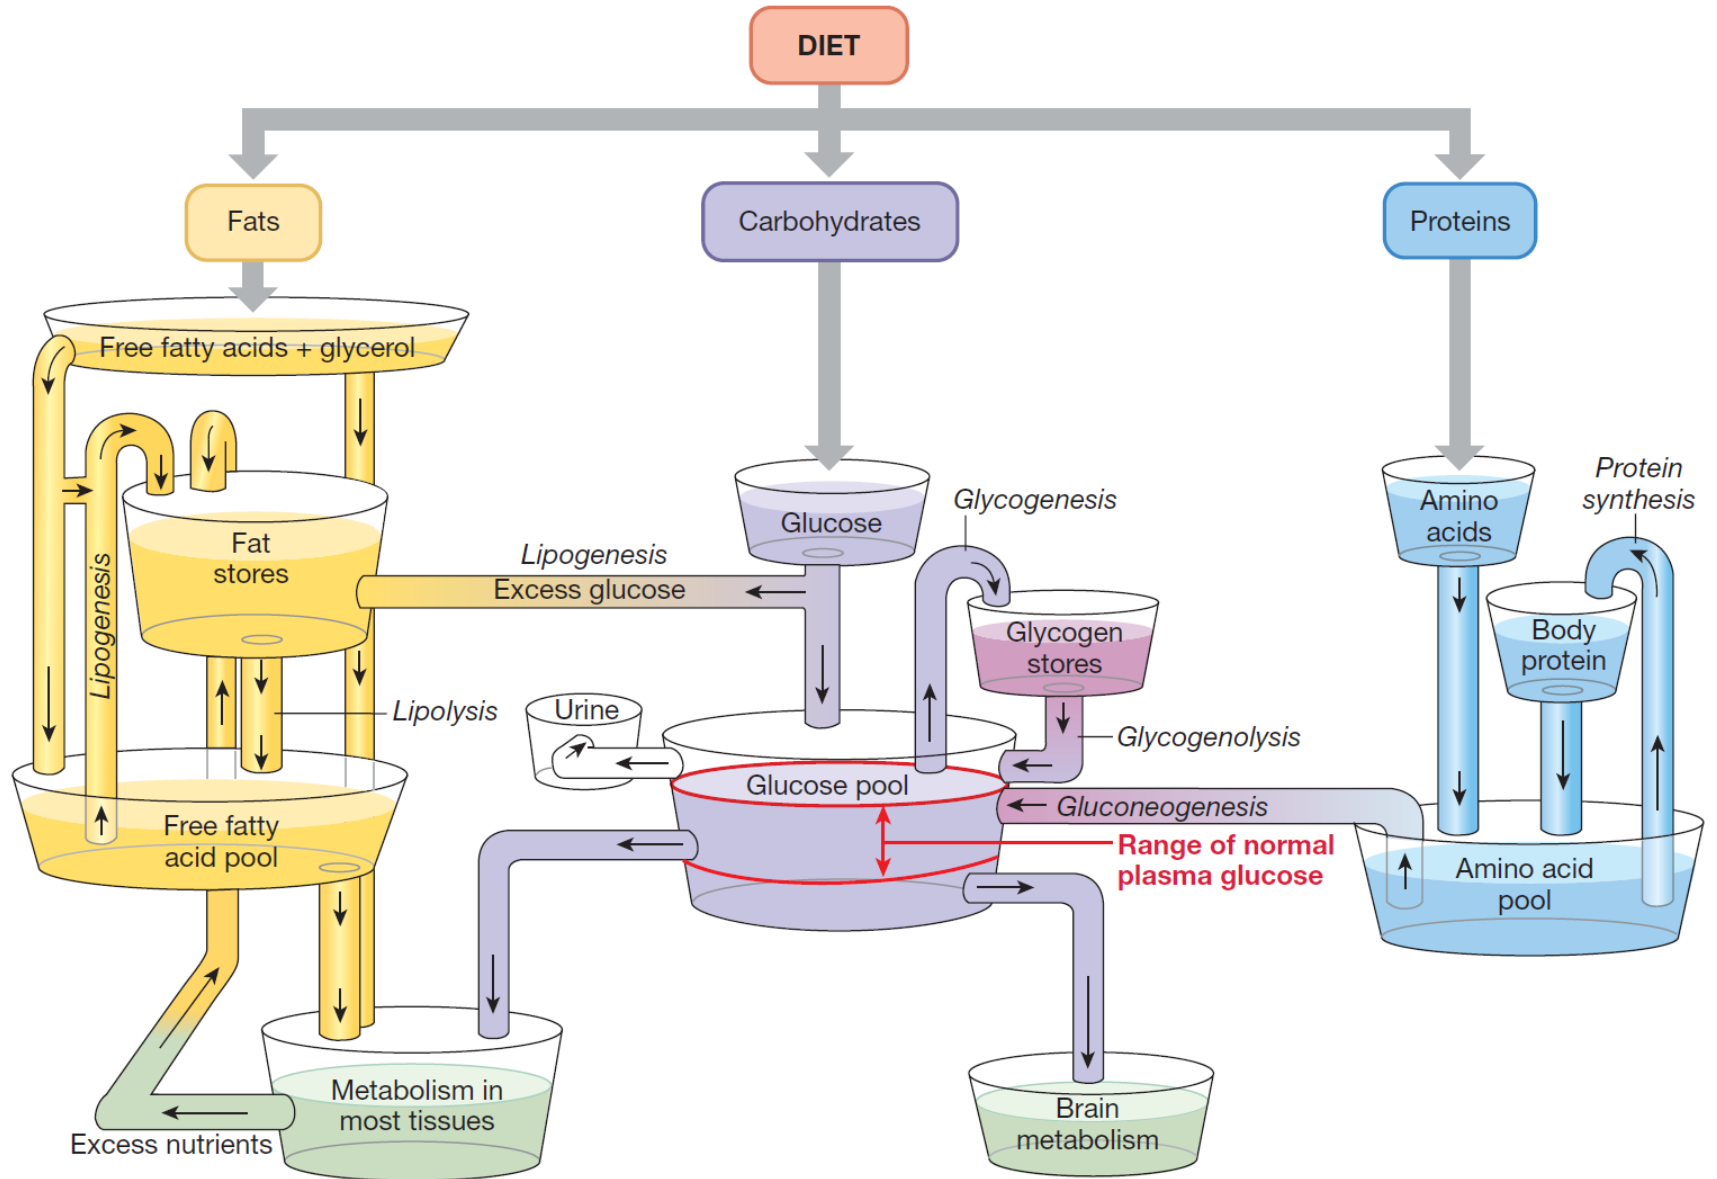 DIET
Fats
Carbohydrates
Proteins
Free fatty acids + glycerol
Lipogenesis
Fat
stores
Lipolysis
Free fatty
acid pool
Lipogenesis
Excess glucose
Glucose
Glycogenesis
Glycogen
stores
Glycogenolysis
Urine
Glucose pool
Gluconeogenesis
Range of normal
plasma glucose
Amino
acids
Protein
synthesis
Body
protein
Amino acid
pool
Metabolism in
most tissues
Excess nutrients
Brain
metabolism